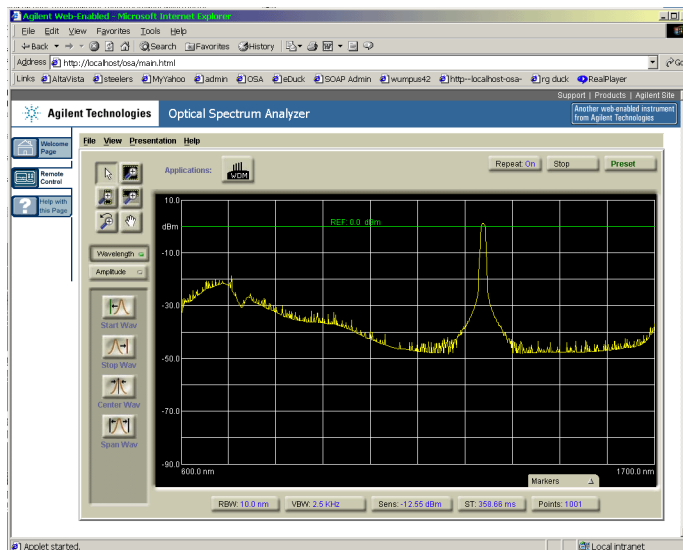 Agilent Web-Enabled - Microsoft Internet Explorer
File Edit View Favorites Tools Help
Back Search Favorites History
Address http://localhost/osa/main.html Go
Links AltaVista steelers MyYahoo admin OSA eDuck SOAP Admin wumpus42 http--localhost-osa- rg duck RealPlayer
Support | Products | Agilent Site
Agilent Technologies Optical Spectrum Analyzer
Another web-enabled instrument
from Agilent Technologies
Welcome
Page
Remote
Control
Help with
this Page
File View Presentation Help
Applications: WDM
Repeat: On Stop Preset
Wavelength
Amplitude
Start Wav
Stop Wav
Center Wav
Span Wav
10.0
dBm
REF: 0.0 dBm
-10.0
-30.0
-50.0
-70.0
-90.0
600.0 nm 1700.0 nm
Markers
RBW: 10.0 nm VBW: 2.5 KHz Sens: -12.55 dBm ST: 358.66 ms Points: 1001
Applet started. Local intranet